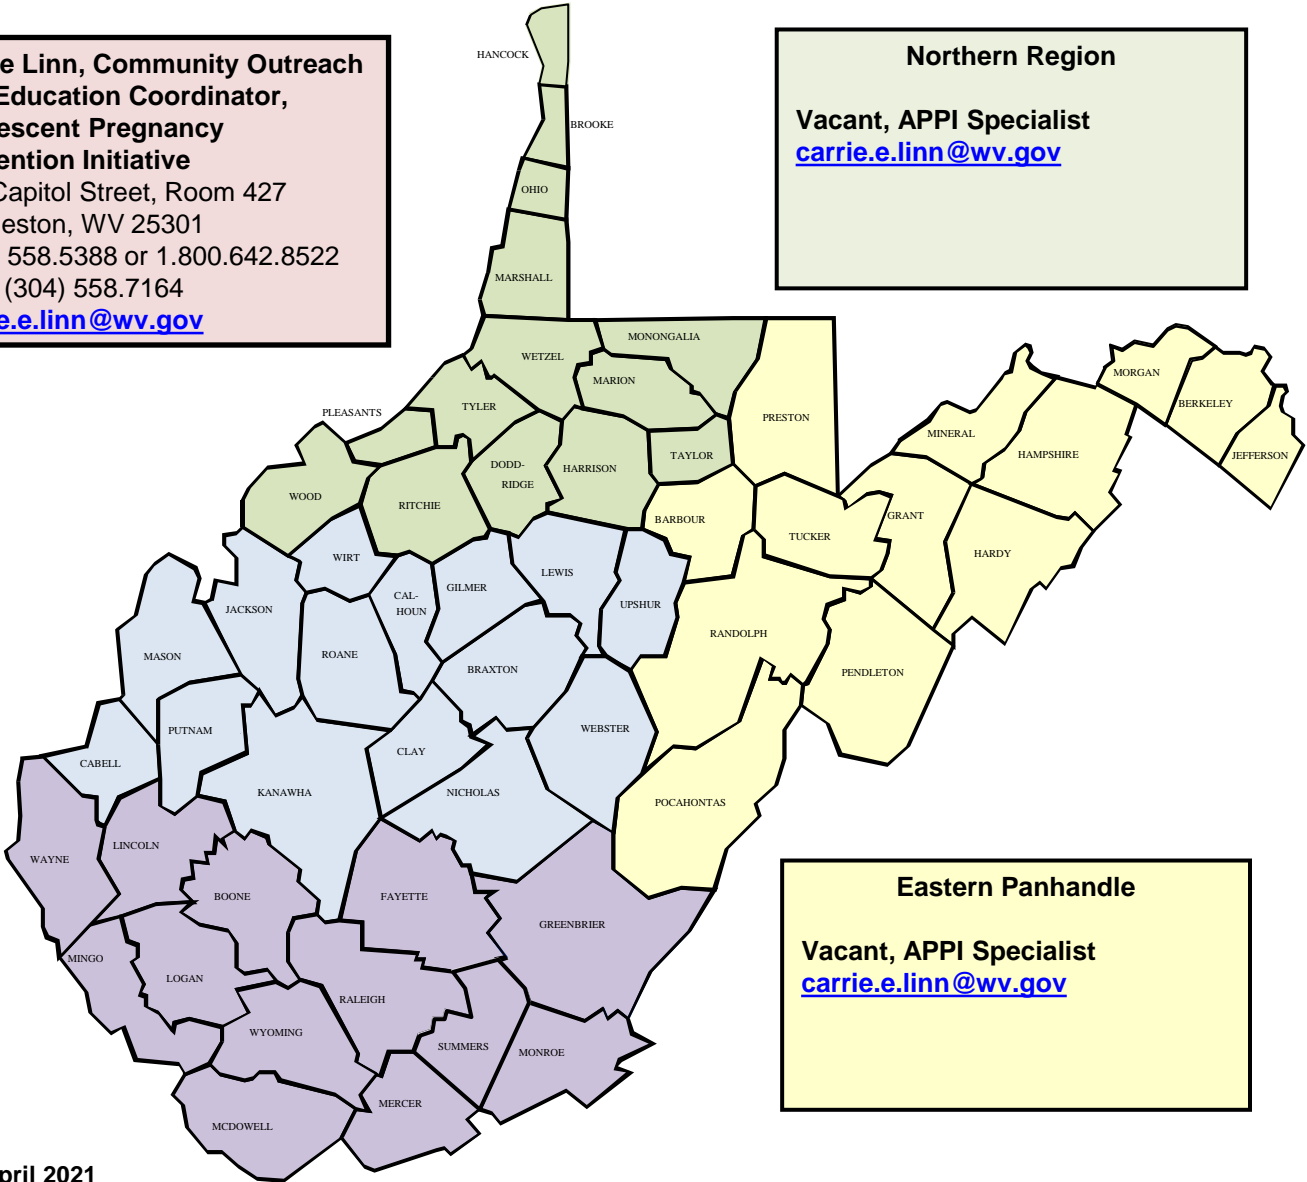 e Linn, Community Outreach
Education Coordinator,
escent Pregnancy
ention Initiative
Capitol Street, Room 427
eston, WV 25301
558.5388 or 1.800.642.8522
(304) 558.7164
e.e.linn@wv.gov
Northern Region
Vacant, APPI Specialist
carrie.e.linn@wv.gov
HANCOCK
BROOKE
OHIO
MARSHALL
WETZEL
MONONGALIA
MARION
TYLER
PLEASANTS
PRESTON
MORGAN
BERKELEY
MINERAL
HAMPSHIRE
JEFFERSON
DODD-
RIDGE
HARRISON
TAYLOR
WOOD
RITCHIE
BARBOUR
TUCKER
GRANT
HARDY
WIRT
CAL-
HOUN
GILMER
LEWIS
UPSHUR
JACKSON
ROANE
RANDOLPH
MASON
BRAXTON
PENDLETON
PUTNAM
CLAY
WEBSTER
CABELL
KANAWHA
NICHOLAS
POCAHONTAS
WAYNE
LINCOLN
BOONE
FAYETTE
GREENBRIER
MINGO
LOGAN
RALEIGH
WYOMING
SUMMERS
MONROE
MERCER
MCDOWELL
Eastern Panhandle
Vacant, APPI Specialist
carrie.e.linn@wv.gov
pril 2021